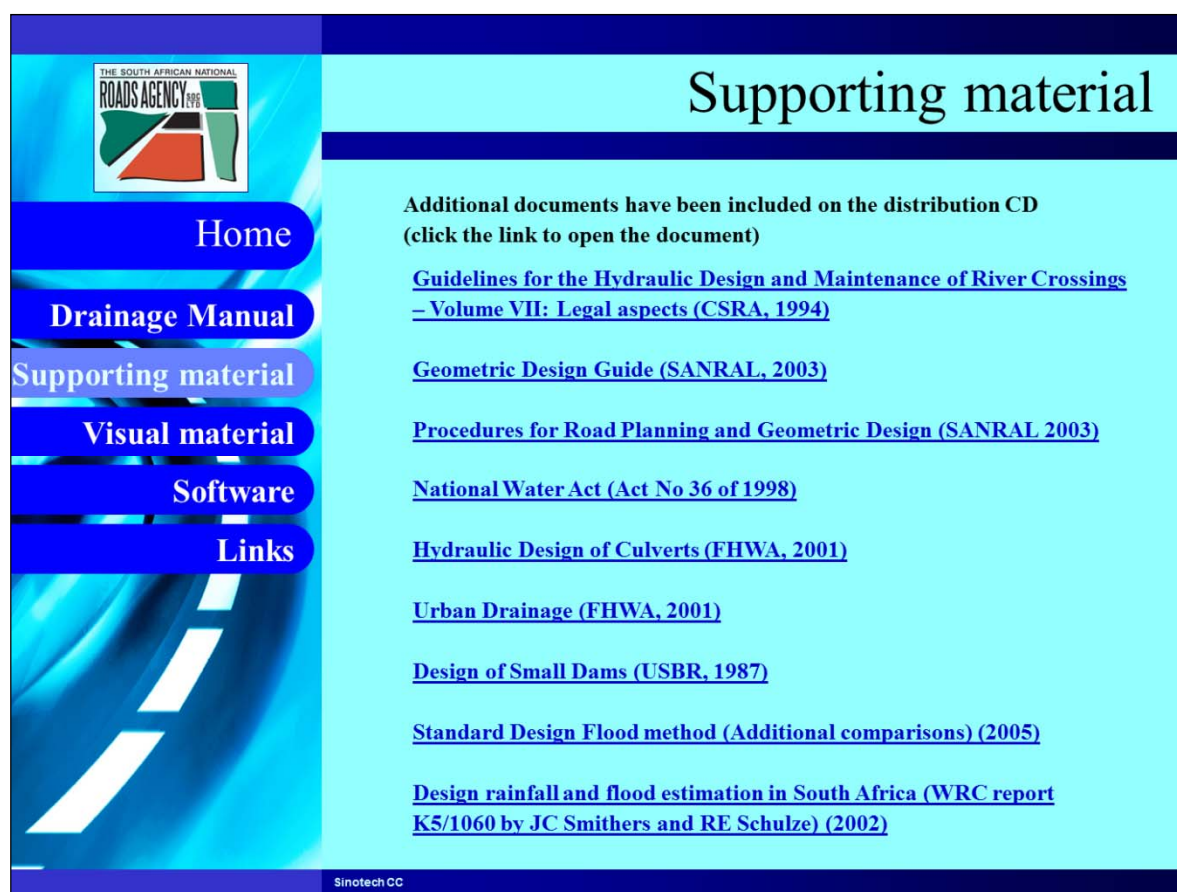 THE SOUTH AFRICAN NATIONAL
ROADS AGENCY SOC
LTD
Supporting material
Home
Drainage Manual
Supporting material
Visual material
Software
Links
Additional documents have been included on the distribution CD
(click the link to open the document)
Guidelines for the Hydraulic Design and Maintenance of River Crossings
– Volume VII: Legal aspects (CSRA, 1994)
Geometric Design Guide (SANRAL, 2003)
Procedures for Road Planning and Geometric Design (SANRAL 2003)
National Water Act (Act No 36 of 1998)
Hydraulic Design of Culverts (FHWA, 2001)
Urban Drainage (FHWA, 2001)
Design of Small Dams (USBR, 1987)
Standard Design Flood method (Additional comparisons) (2005)
Design rainfall and flood estimation in South Africa (WRC report
K5/1060 by JC Smithers and RE Schulze) (2002)
Sinotech CC